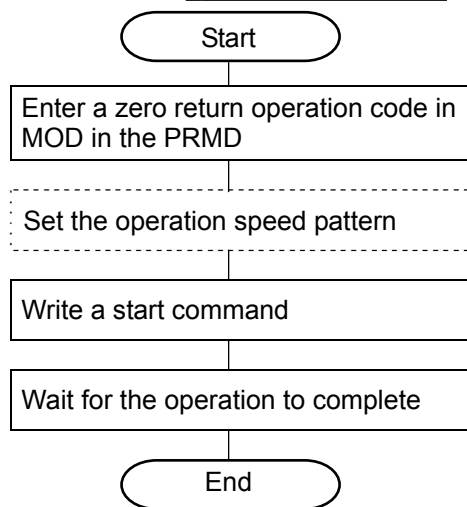 Start
Enter a zero return operation code in
MOD in the PRMD
Set the operation speed pattern
Write a start command
Wait for the operation to complete
End